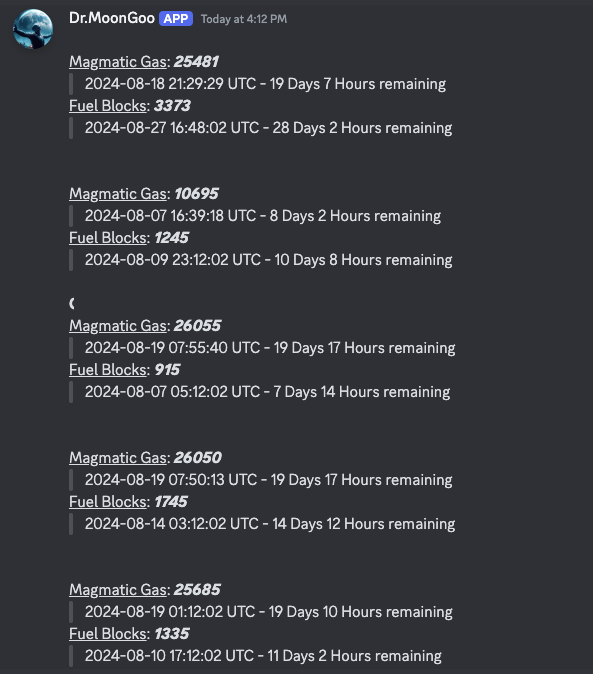 Dr.MoonGoo APP Today at 4:12 PM
Magmatic Gas: 25481
2024-08-18 21:29:29 UTC - 19 Days 7 Hours remaining
Fuel Blocks: 3373
2024-08-27 16:48:02 UTC - 28 Days 2 Hours remaining
Magmatic Gas: 10695
2024-08-07 16:39:18 UTC - 8 Days 2 Hours remaining
Fuel Blocks: 1245
2024-08-09 23:12:02 UTC - 10 Days 8 Hours remaining
Magmatic Gas: 26055
2024-08-19 07:55:40 UTC - 19 Days 17 Hours remaining
Fuel Blocks: 915
2024-08-07 05:12:02 UTC - 7 Days 14 Hours remaining
Magmatic Gas: 26050
2024-08-19 07:50:13 UTC - 19 Days 17 Hours remaining
Fuel Blocks: 1745
2024-08-14 03:12:02 UTC - 14 Days 12 Hours remaining
Magmatic Gas: 25685
2024-08-19 01:12:02 UTC - 19 Days 10 Hours remaining
Fuel Blocks: 1335
2024-08-10 17:12:02 UTC - 11 Days 2 Hours remaining